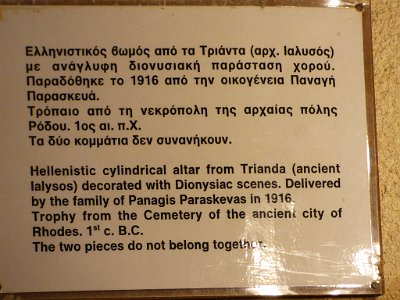 Ελληνιστικός βωμός από τα Τριάντα (αρχ. Ιαλυσός)
με ανάγλυφη διονυσιακή παράσταση χορού.
Παραδόθηκε το 1916 από την οικογένεια Παναγή
Παρασκευά.
Τρόπαιο από τη νεκρόπολη της αρχαίας πόλης
Ρόδου. 1ος αι. π.Χ.
Τα δύο κομμάτια δεν συνανήκουν.
Hellenistic cylindrical altar from Trianda (ancient
Ialysos) decorated with Dionysiac scenes. Delivered
by the family of Panagis Paraskevas in 1916.
Trophy from the Cemetery of the ancient city of
Rhodes. 1st c. B.C.
The two pieces do not belong together.